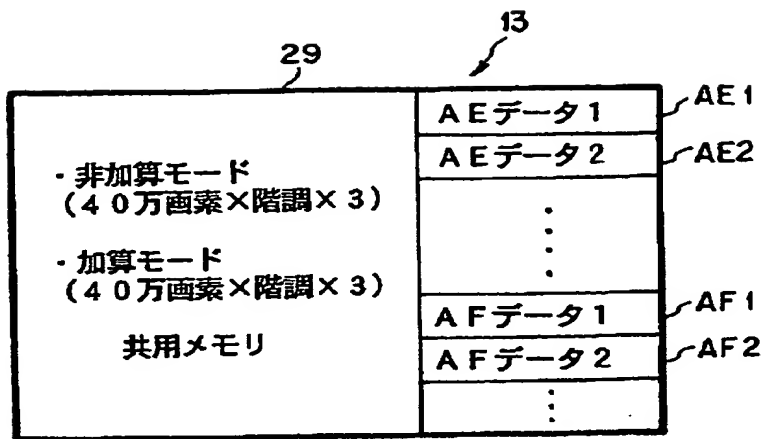 13
29
・非加算モード
(40万画素×階調×3)
・加算モード
(40万画素×階調×3)
共用メモリ
AEデータ1
AE1
AEデータ2
AE2
AFデータ1
AF1
AFデータ2
AF2